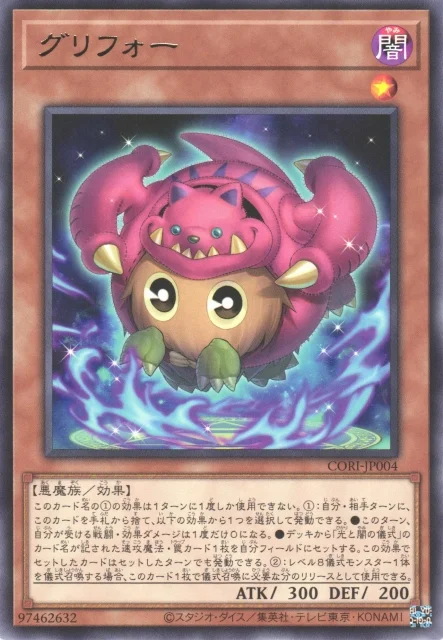 グリフォー
闇
CORI-JP004
【悪魔族/効果】
このカード名の①の効果は1ターンに1度しか使用できない。①:自分・相手ターンに、
このカードを手札から捨て、以下の効果から1つを選択して発動できる。●このターン、
自分が受ける戦闘・効果ダメージは1度だけ0になる。●デッキから「光と闇の儀式」の
カード名が記された速攻魔法・罠カード1枚を自分フィールドにセットする。この効果で
セットしたカードはセットしたターンでも発動できる。②:レベル8儀式モンスター1体
を儀式召喚する場合、このカード1枚で儀式召喚に必要な分のリリースとして使用できる。
ATK/ 300 DEF/ 200
97462632
©スタジオ・ダイス/集英社・テレビ東京・KONAMI